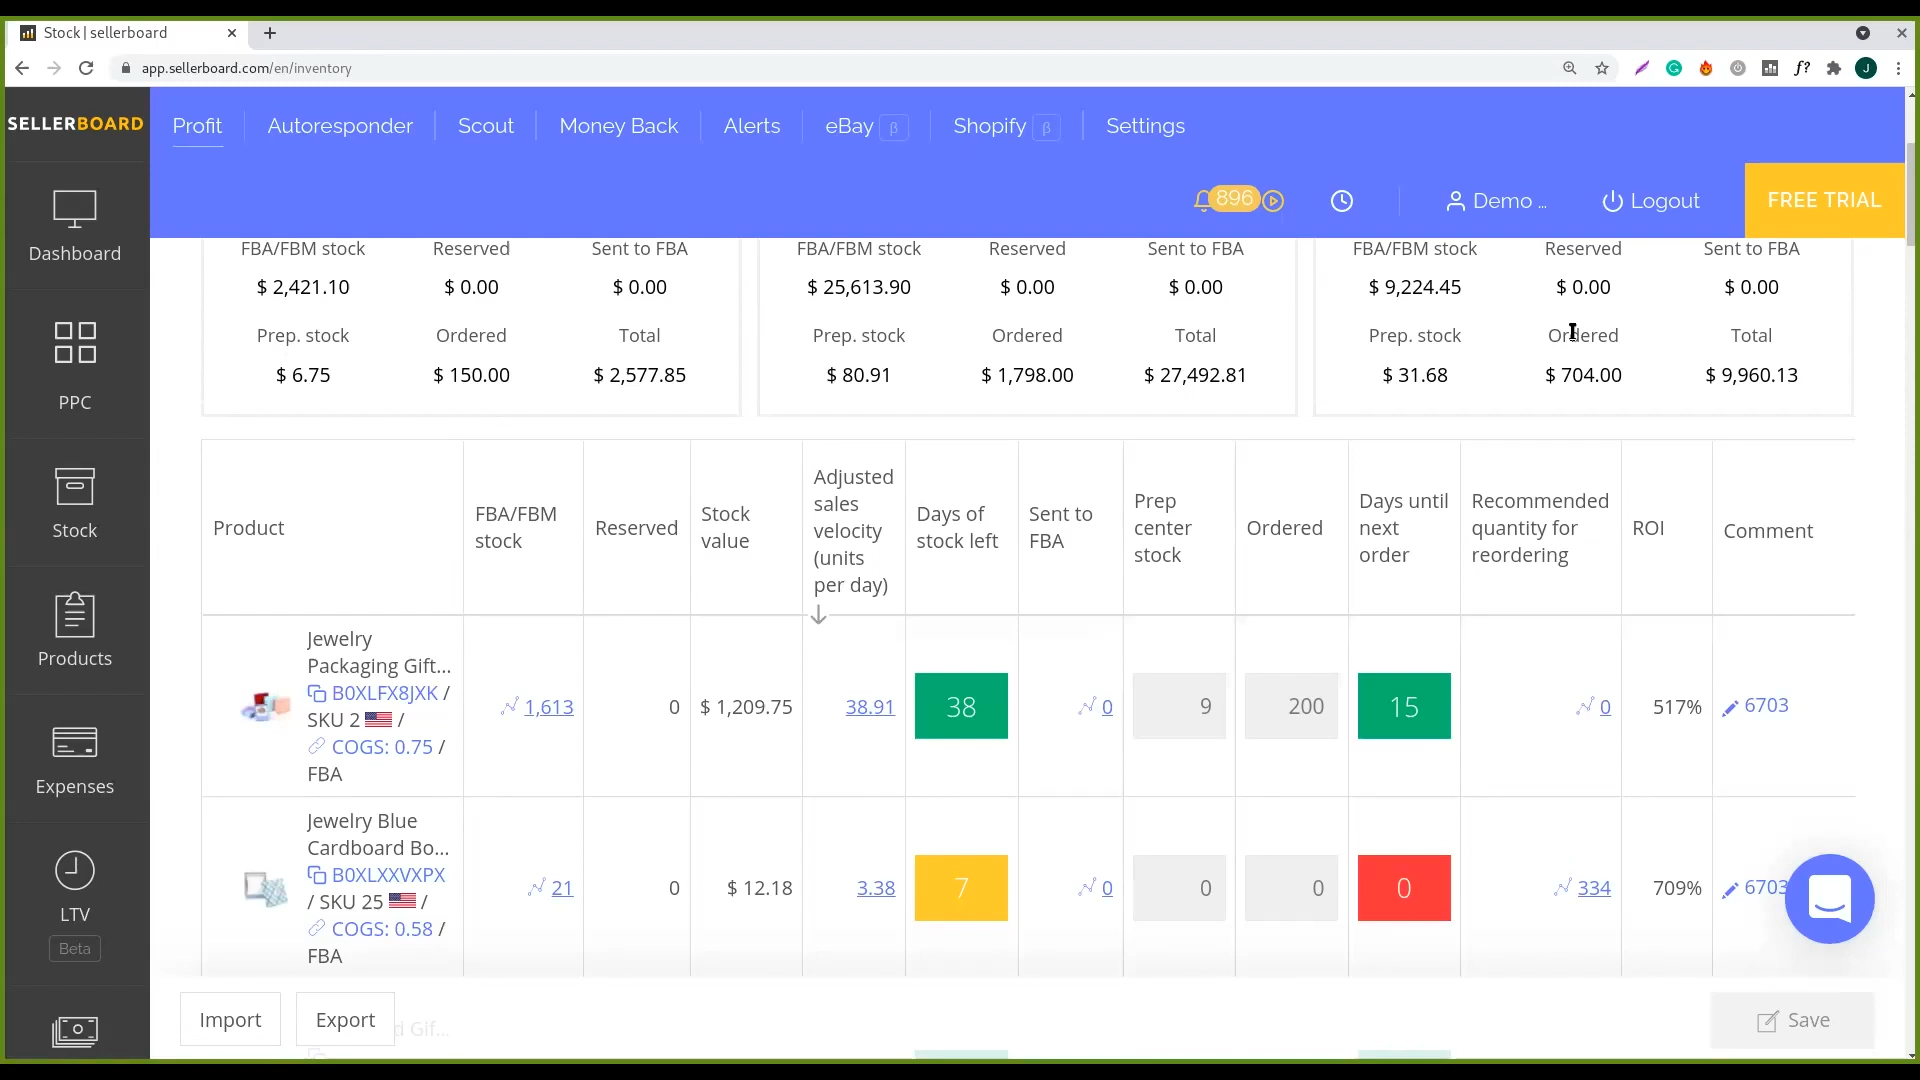 Stock | sellerboard
app.sellerboard.com/en/inventory
SELLERBOARD
Profit Autoresponder Scout Money Back Alerts eBay β Shopify β Settings
896 Demo ... Logout FREE TRIAL
Dashboard
PPC
Stock
Products
Expenses
LTV
Beta
FBA/FBM stock Reserved Sent to FBA
$ 2,421.10 $ 0.00 $ 0.00
Prep. stock Ordered Total
$ 6.75 $ 150.00 $ 2,577.85
FBA/FBM stock Reserved Sent to FBA
$ 25,613.90 $ 0.00 $ 0.00
Prep. stock Ordered Total
$ 80.91 $ 1,798.00 $ 27,492.81
FBA/FBM stock Reserved Sent to FBA
$ 9,224.45 $ 0.00 $ 0.00
Prep. stock Ordered Total
$ 31.68 $ 704.00 $ 9,960.13
Product
FBA/FBM
stock
Reserved
Stock
value
Adjusted
sales
velocity
(units
per day)
Days of
stock left
Sent to
FBA
Prep
center
stock
Ordered
Days until
next
order
Recommended
quantity for
reordering
ROI
Comment
Jewelry
Packaging Gift...
B0XLFX8JXK /
SKU 2 /
COGS: 0.75 /
FBA
1,613 0 $ 1,209.75 38.91 38 0 9 200 15 0 517% 6703
Jewelry Blue
Cardboard Bo...
B0XLXXVXPX
/ SKU 25 /
COGS: 0.58 /
FBA
21 0 $ 12.18 3.38 7 0 0 0 0 334 709% 6703
Import Export d Gif... Save
J
f?